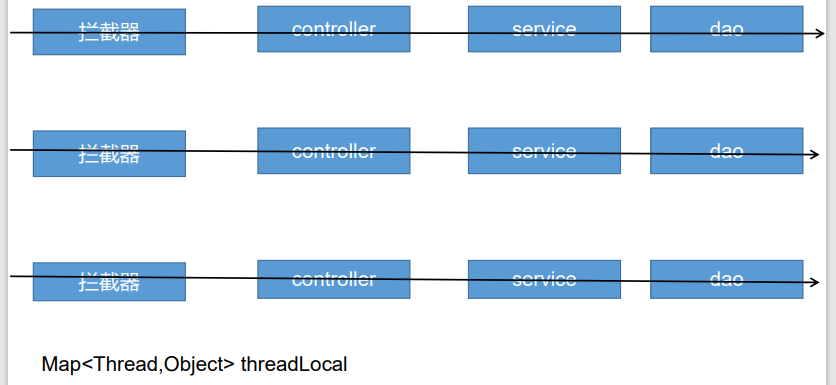 拦截器 controller service dao
拦截器 controller service dao
拦截器 controller service dao
Map<Thread,Object> threadLocal